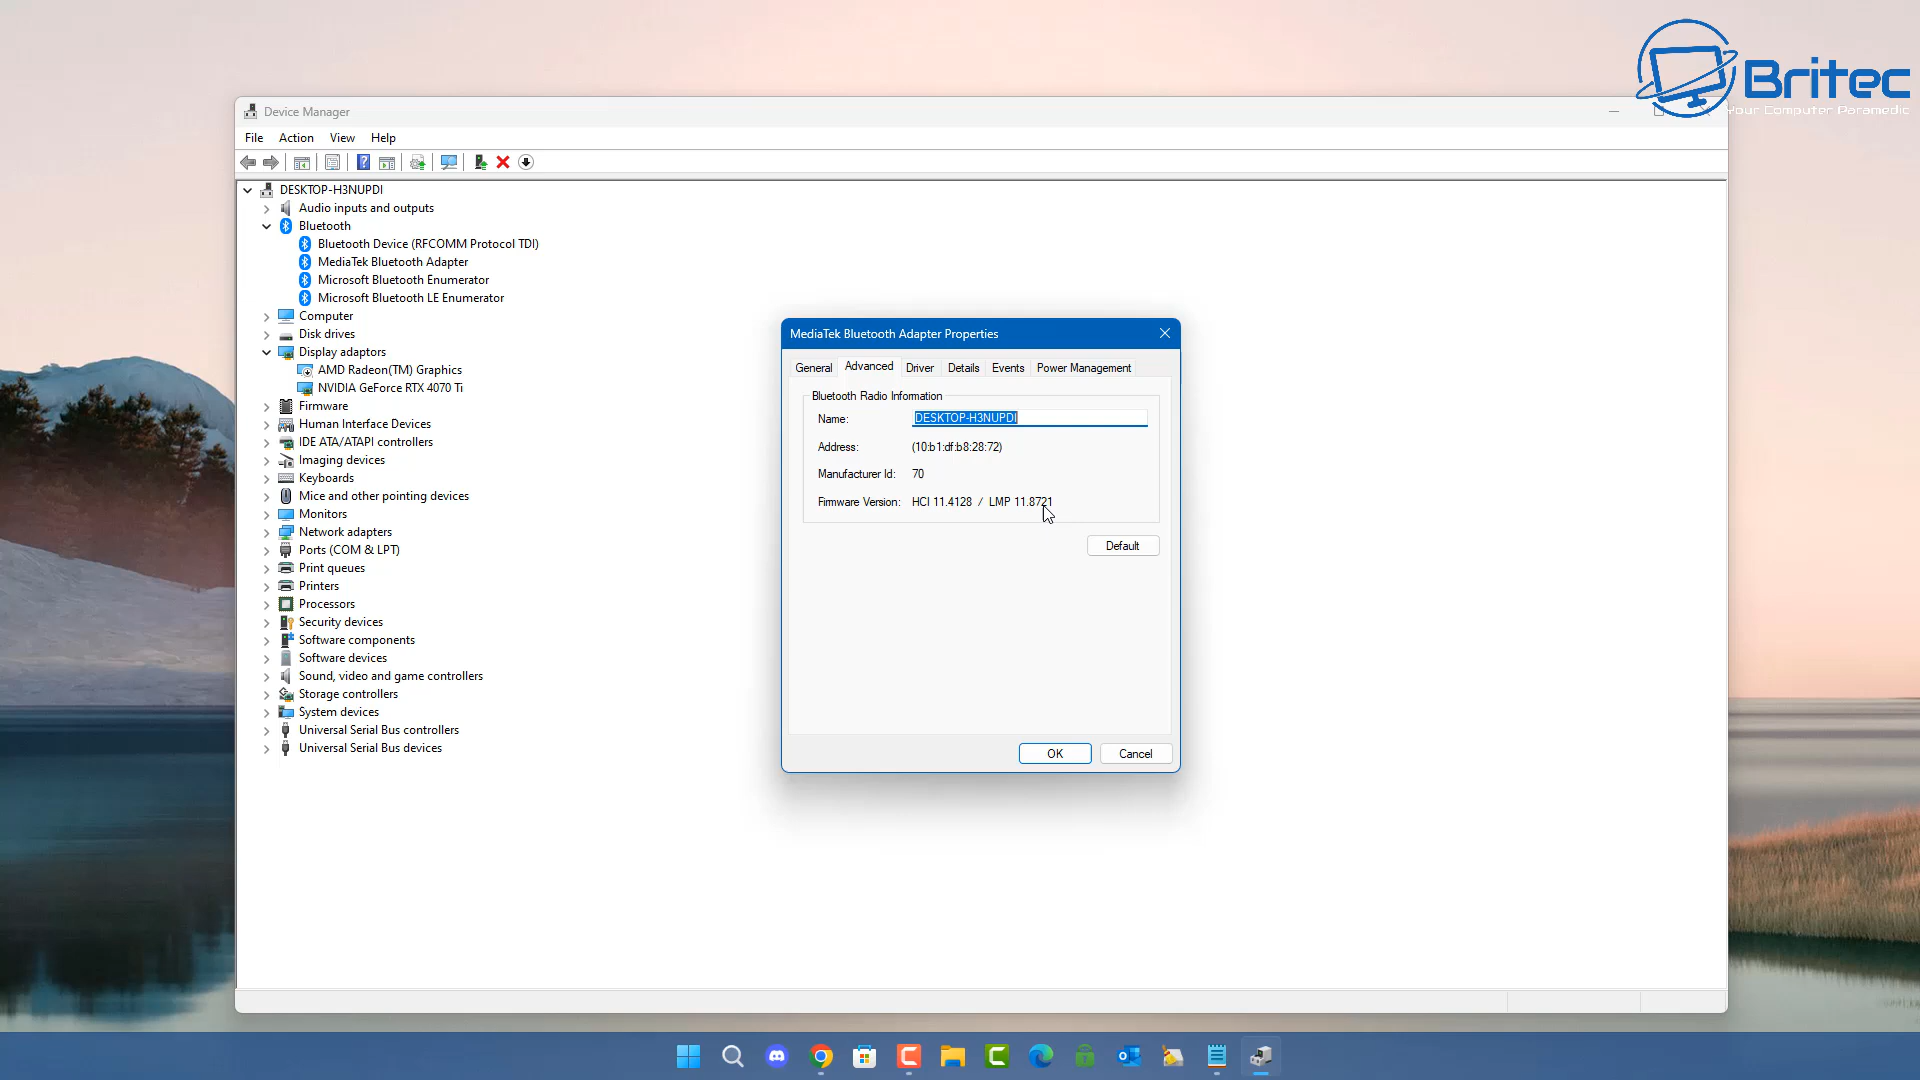 Britec
Your Computer Paramedic
Device Manager
File Action View Help
DESKTOP-H3NUPDI
Audio inputs and outputs
Bluetooth
Bluetooth Device (RFCOMM Protocol TDI)
MediaTek Bluetooth Adapter
Microsoft Bluetooth Enumerator
Microsoft Bluetooth LE Enumerator
Computer
Disk drives
Display adaptors
AMD Radeon(TM) Graphics
NVIDIA GeForce RTX 4070 Ti
Firmware
Human Interface Devices
IDE ATA/ATAPI controllers
Imaging devices
Keyboards
Mice and other pointing devices
Monitors
Network adapters
Ports (COM & LPT)
Print queues
Printers
Processors
Security devices
Software components
Software devices
Sound, video and game controllers
Storage controllers
System devices
Universal Serial Bus controllers
Universal Serial Bus devices
MediaTek Bluetooth Adapter Properties
General Advanced Driver Details Events Power Management
Bluetooth Radio Information
Name: DESKTOP-H3NUPDI
Address: (10:b1:df:b8:28:72)
Manufacturer Id: 70
Firmware Version: HCI 11.4128 / LMP 11.8721
Default
OK Cancel